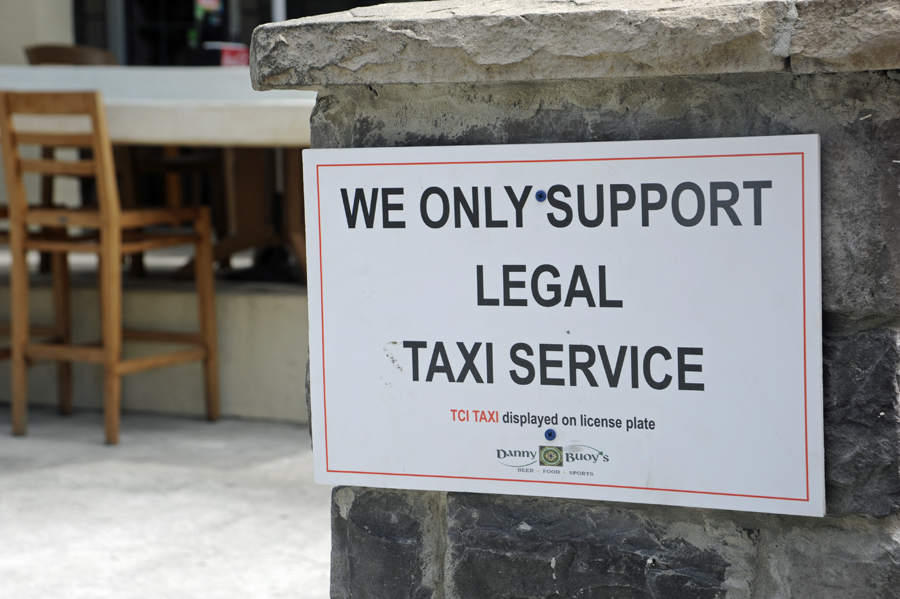 WE ONLY SUPPORT
LEGAL
TAXI SERVICE
TCI TAXI displayed on license plate
Danny Buoy's
BEER - FOOD - SPORTS